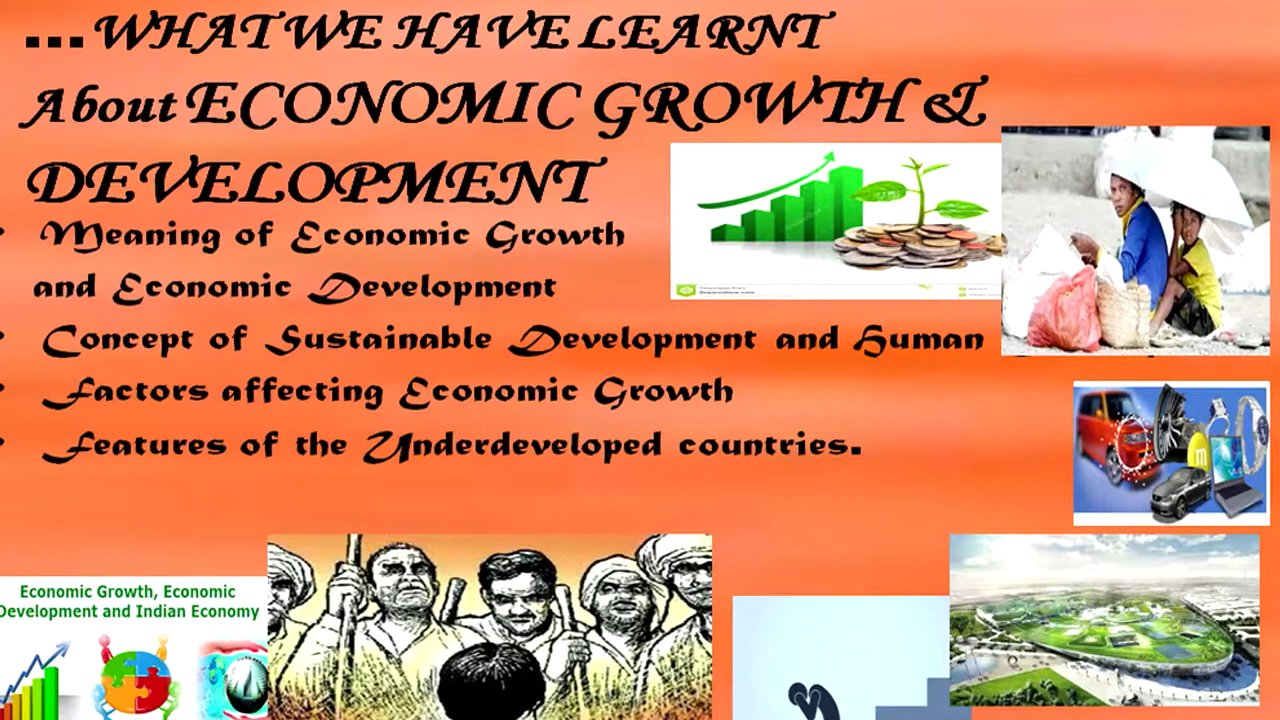 ...WHAT WE HAVE LEARNT
About ECONOMIC GROWTH &
DEVELOPMENT
• Meaning of Economic Growth
and Economic Development
• Concept of Sustainable Development and Human
• Factors affecting Economic Growth
• Features of the Underdeveloped countries.
Economic Growth, Economic
Development and Indian Economy
m